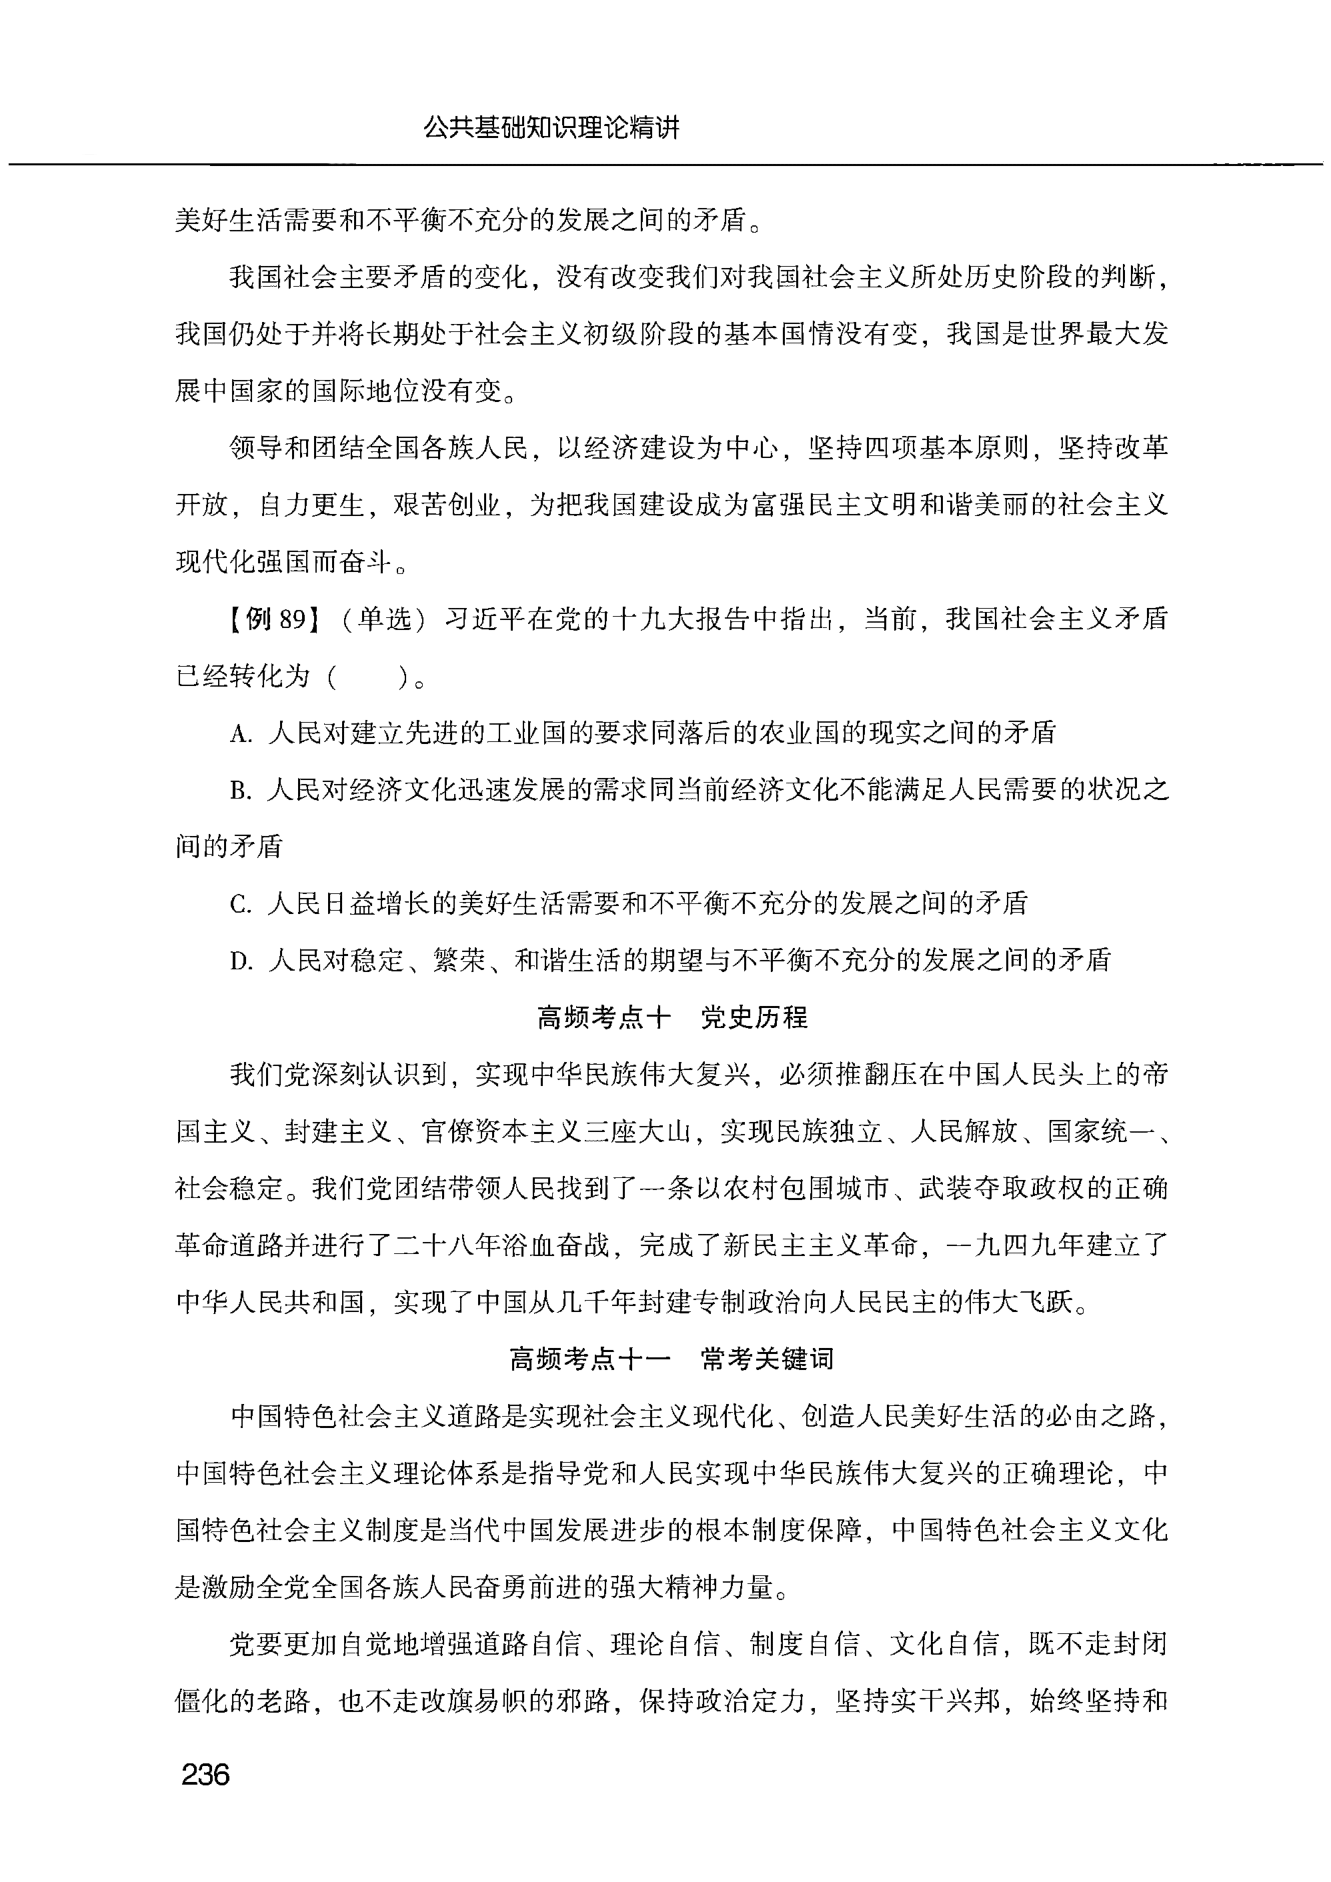 公共基础知识理论精讲
美好生活需要和不平衡不充分的发展之间的矛盾。
我国社会主要矛盾的变化，没有改变我们对我国社会主义所处历史阶段的判断，
我国仍处于并将长期处于社会主义初级阶段的基本国情没有变，我国是世界最大发
展中国家的国际地位没有变。
领导和团结全国各族人民，以经济建设为中心，坚持四项基本原则，坚持改革
开放，自力更生，艰苦创业，为把我国建设成为富强民主文明和谐美丽的社会主义
现代化强国而奋斗。
【例 89】（单选）习近平在党的十九大报告中指出，当前，我国社会主义矛盾
已经转化为（　　）。
A. 人民对建立先进的工业国的要求同落后的农业国的现实之间的矛盾
B. 人民对经济文化迅速发展的需求同当前经济文化不能满足人民需要的状况之
间的矛盾
C. 人民日益增长的美好生活需要和不平衡不充分的发展之间的矛盾
D. 人民对稳定、繁荣、和谐生活的期望与不平衡不充分的发展之间的矛盾
高频考点十　党史历程
我们党深刻认识到，实现中华民族伟大复兴，必须推翻压在中国人民头上的帝
国主义、封建主义、官僚资本主义三座大山，实现民族独立、人民解放、国家统一、
社会稳定。我们党团结带领人民找到了一条以农村包围城市、武装夺取政权的正确
革命道路并进行了二十八年浴血奋战，完成了新民主主义革命，一九四九年建立了
中华人民共和国，实现了中国从几千年封建专制政治向人民民主的伟大飞跃。
高频考点十一　常考关键词
中国特色社会主义道路是实现社会主义现代化、创造人民美好生活的必由之路，
中国特色社会主义理论体系是指导党和人民实现中华民族伟大复兴的正确理论，中
国特色社会主义制度是当代中国发展进步的根本制度保障，中国特色社会主义文化
是激励全党全国各族人民奋勇前进的强大精神力量。
党要更加自觉地增强道路自信、理论自信、制度自信、文化自信，既不走封闭
僵化的老路，也不走改旗易帜的邪路，保持政治定力，坚持实干兴邦，始终坚持和
236